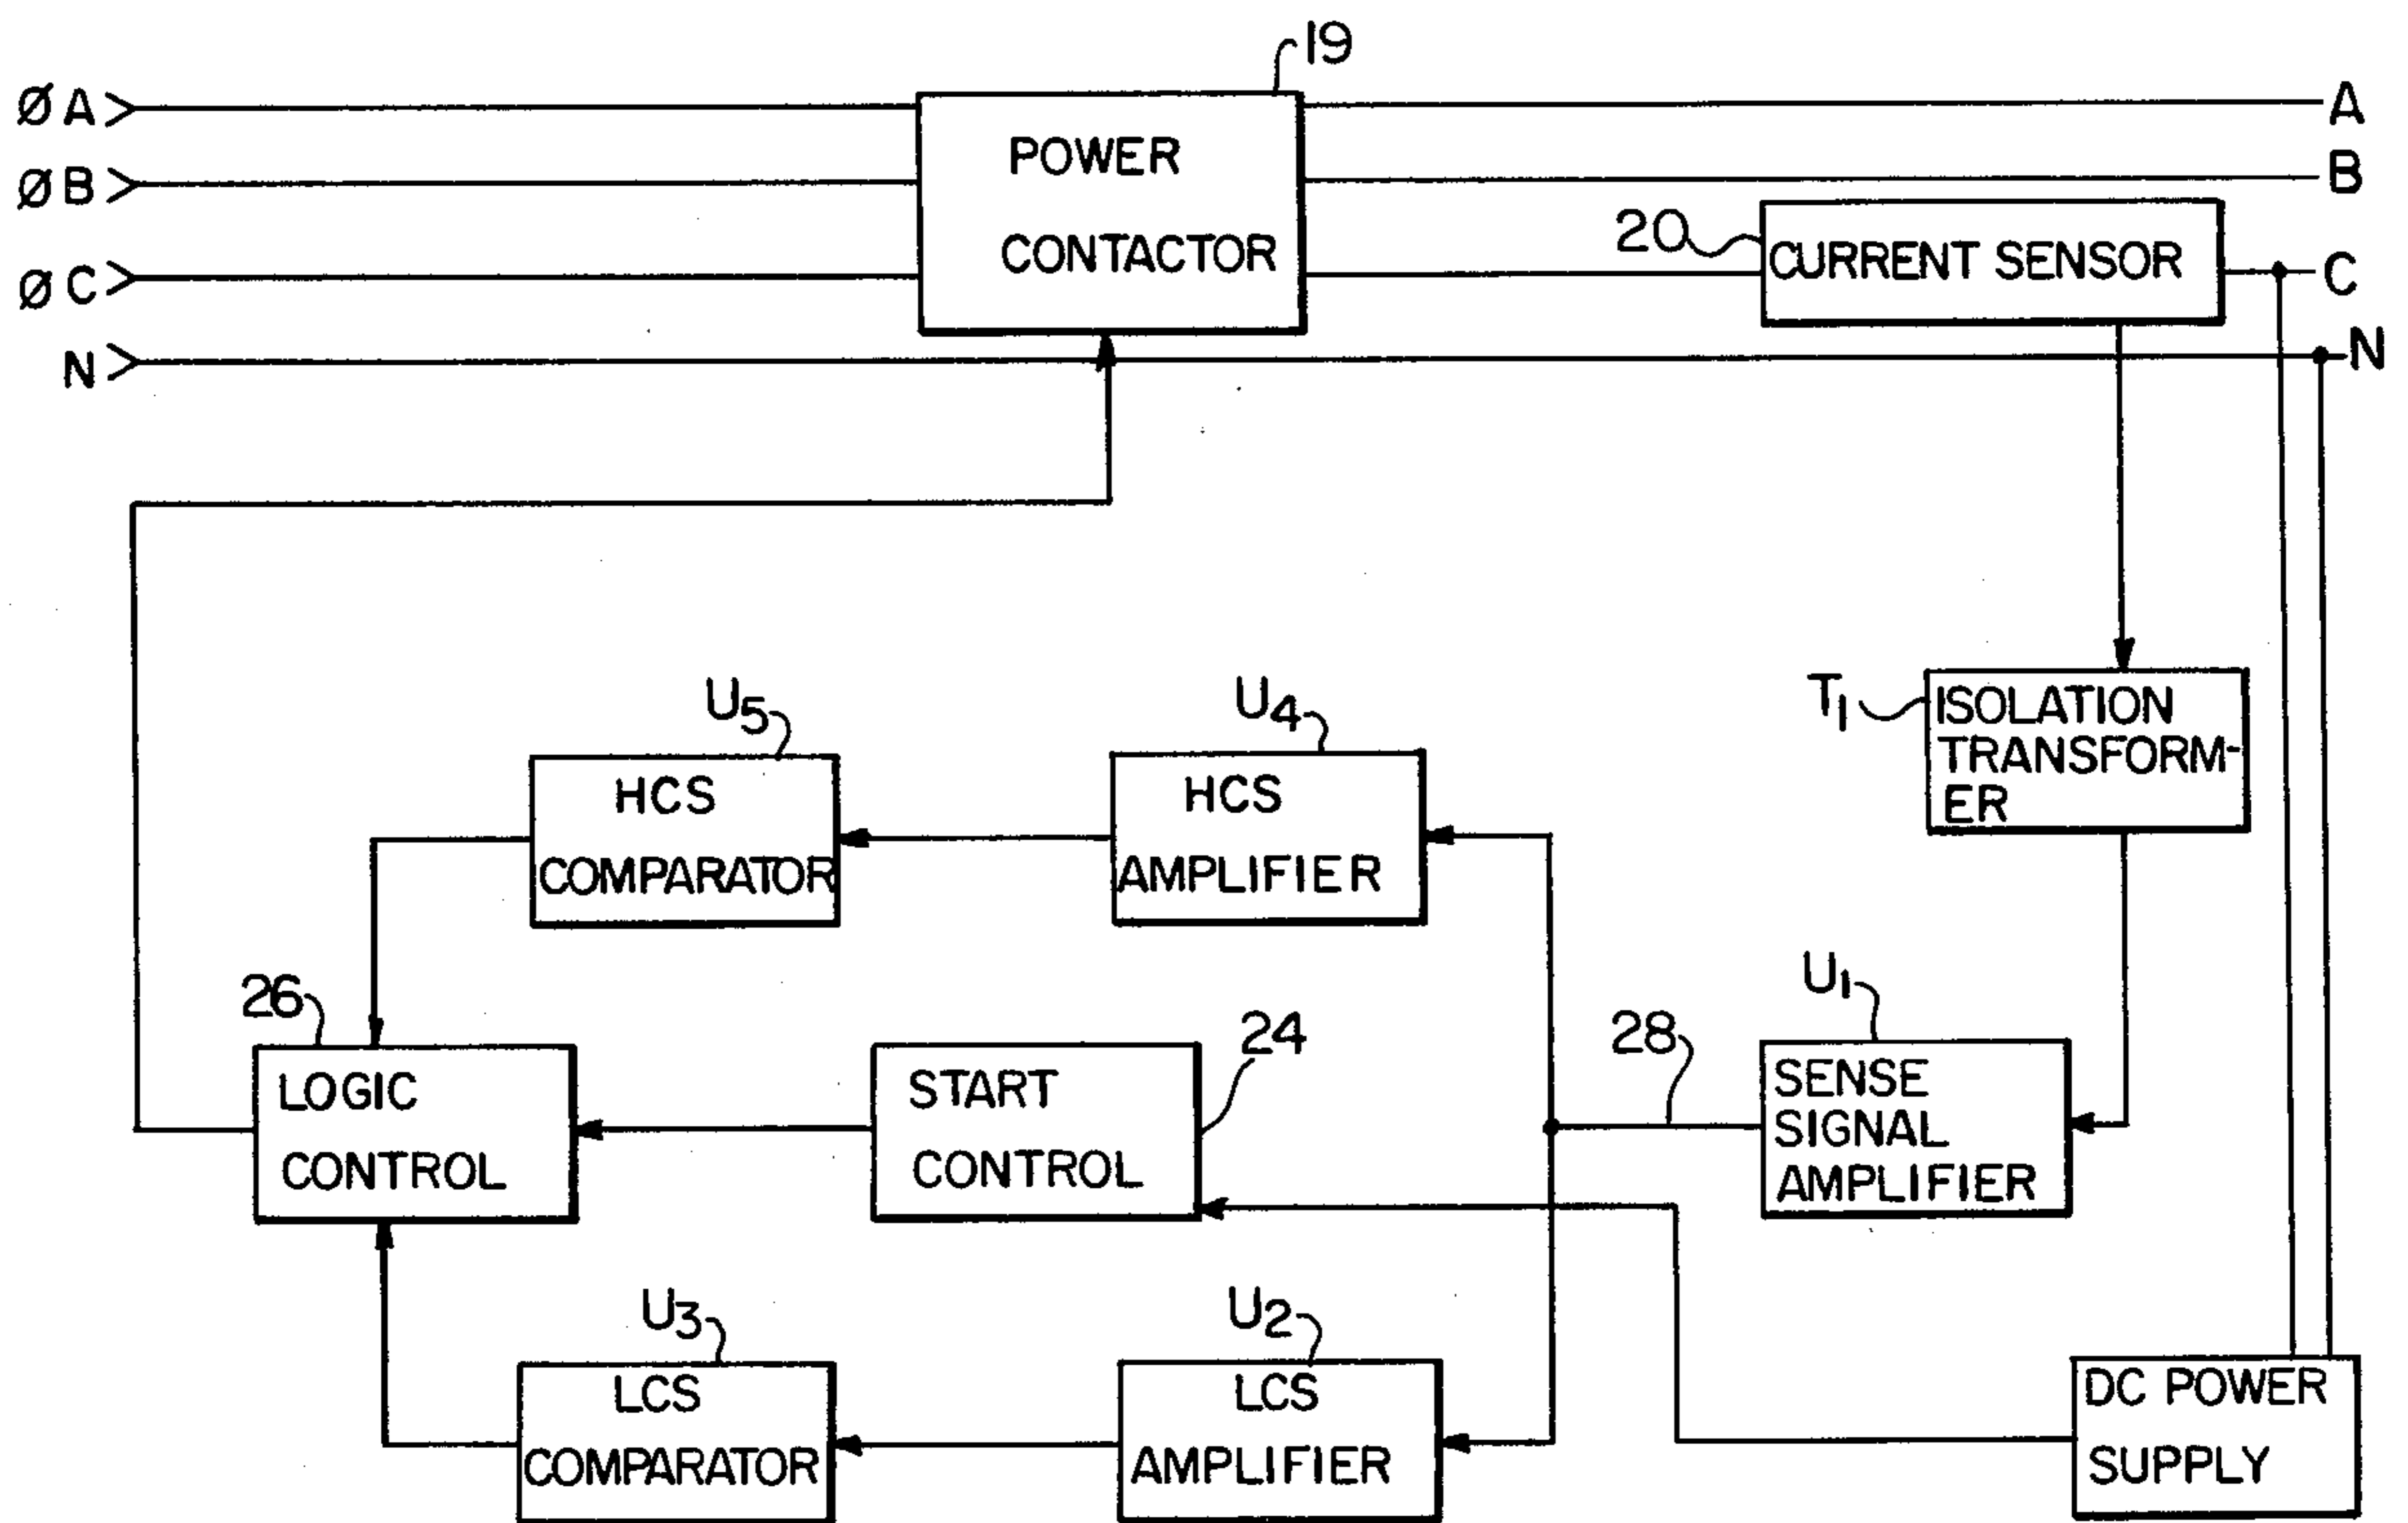 19
ØA
A
POWER
ØB
B
20
CONTACTOR
CURRENT SENSOR
ØC
C
N
N
U5
U4
T1
ISOLATION
TRANSFORM-
ER
HCS
COMPARATOR
HCS
AMPLIFIER
26
24
28
U1
LOGIC
CONTROL
START
CONTROL
SENSE
SIGNAL
AMPLIFIER
U3
U2
LCS
COMPARATOR
LCS
AMPLIFIER
DC POWER
SUPPLY